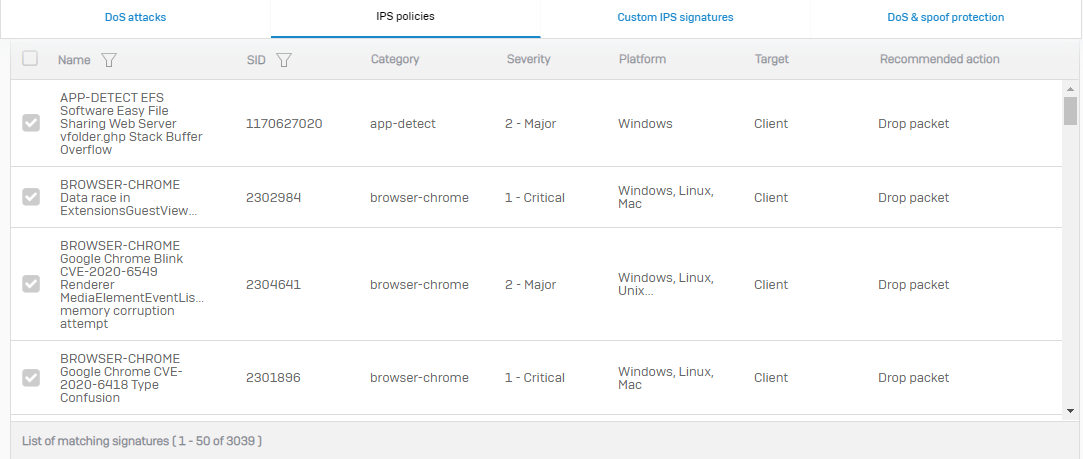 DoS attacks
IPS policies
Custom IPS signatures
DoS & spoof protection
Name
SID
Category
Severity
Platform
Target
Recommended action
APP-DETECT EFS
Software Easy File
Sharing Web Server
vfolder.ghp Stack Buffer
Overflow
1170627020
app-detect
2 - Major
Windows
Client
Drop packet
BROWSER-CHROME
Data race in
ExtensionsGuestView...
2302984
browser-chrome
1 - Critical
Windows, Linux,
Mac
Client
Drop packet
BROWSER-CHROME
Google Chrome Blink
CVE-2020-6549
Renderer
MediaElementEventLis...
memory corruption
attempt
2304641
browser-chrome
2 - Major
Windows, Linux,
Unix...
Client
Drop packet
BROWSER-CHROME
Google Chrome CVE-
2020-6418 Type
Confusion
2301896
browser-chrome
1 - Critical
Windows, Linux,
Mac
Client
Drop packet
List of matching signatures ( 1 - 50 of 3039 )